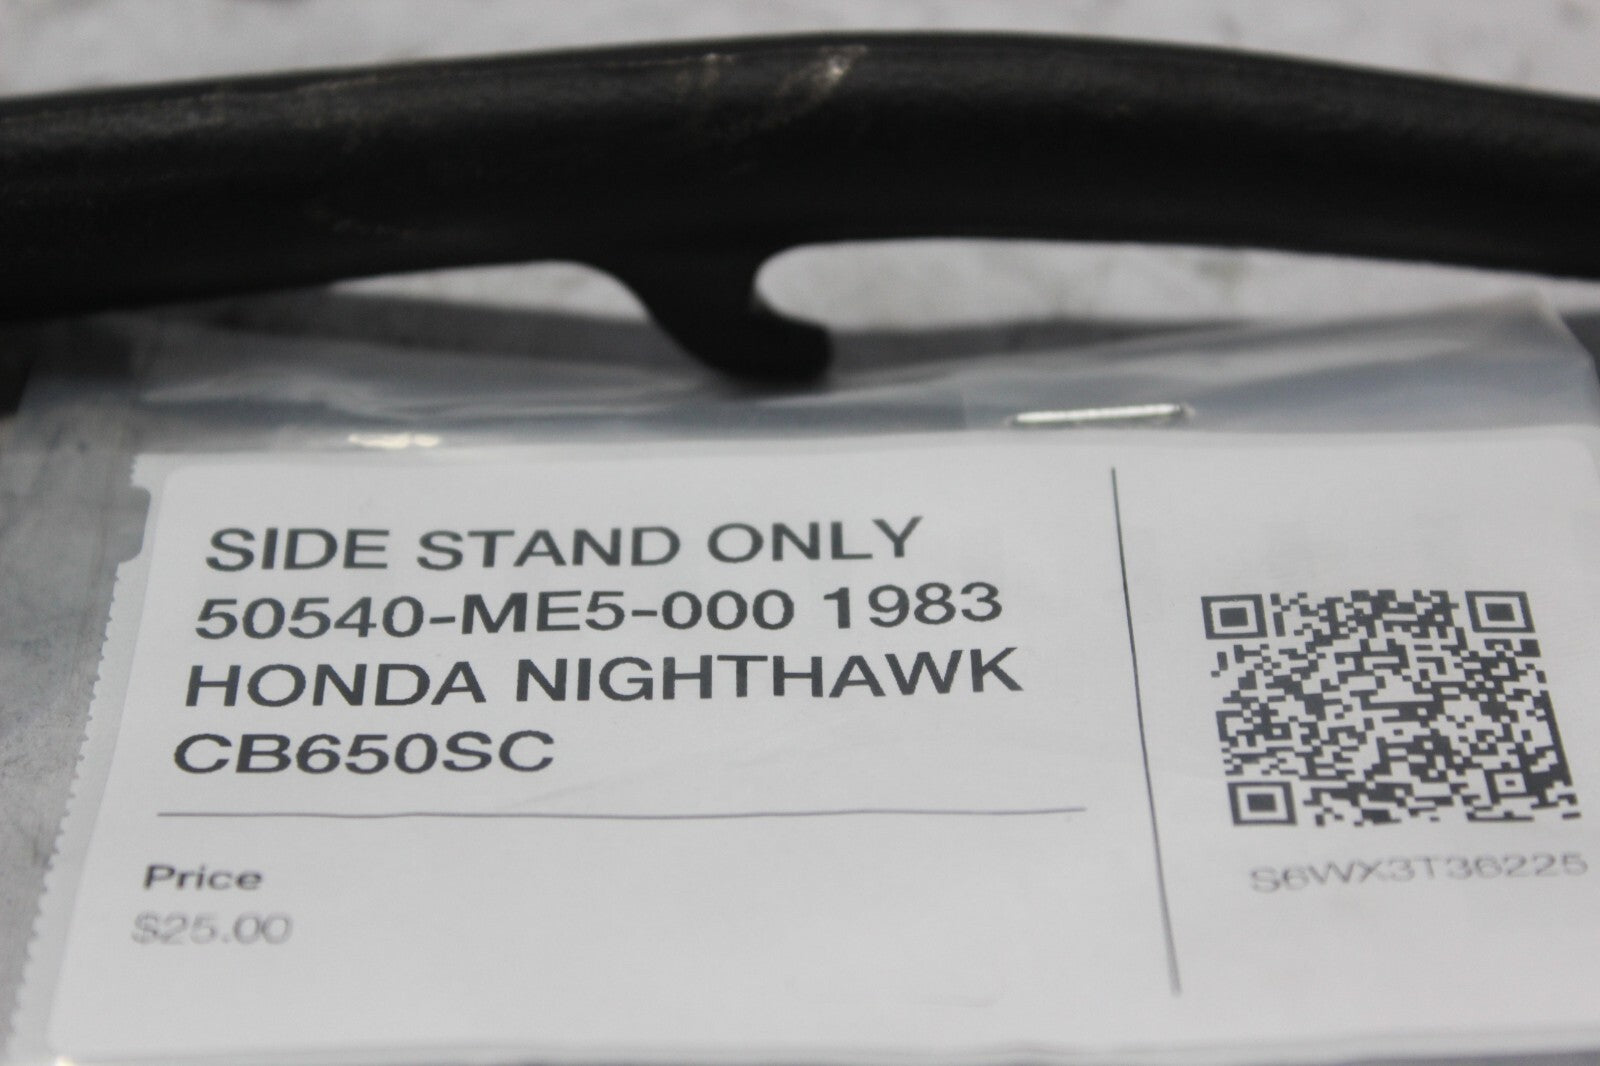 SIDE STAND ONLY
50540-ME5-000 1983
HONDA NIGHTHAWK
CB650SC
Price
$25.00
S6WX3T36225